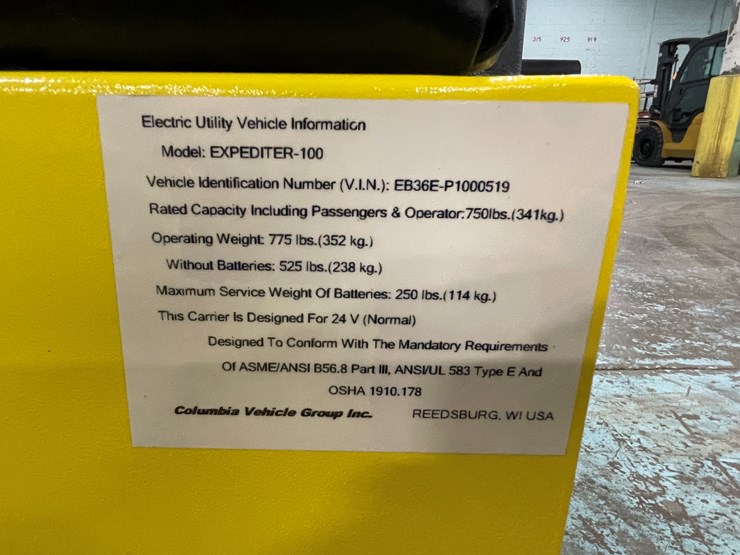 Electric Utility Vehicle Information
Model: EXPEDITER-100
Vehicle Identification Number (V.I.N.): EB36E-P1000519
Rated Capacity Including Passengers & Operator:750lbs.(341kg.)
Operating Weight: 775 lbs.(352 kg.)
Without Batteries: 525 lbs.(238 kg.)
Maximum Service Weight Of Batteries: 250 lbs.(114 kg.)
This Carrier Is Designed For 24 V (Normal)
Designed To Conform With The Mandatory Requirements
Of ASME/ANSI B56.8 Part III, ANSI/UL 583 Type E And
OSHA 1910.178
Columbia Vehicle Group Inc. REEDSBURG, WI USA